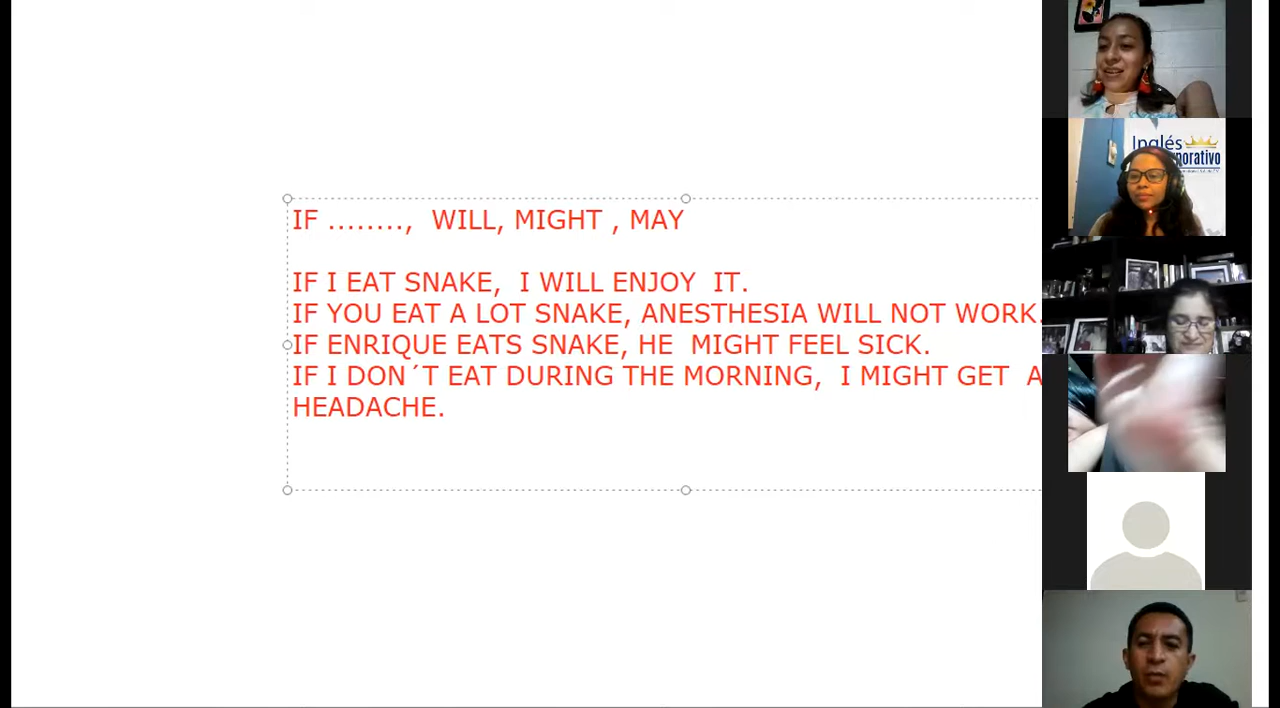 IF ........, WILL, MIGHT , MAY
IF I EAT SNAKE, I WILL ENJOY IT.
IF YOU EAT A LOT SNAKE, ANESTHESIA WILL NOT WORK.
IF ENRIQUE EATS SNAKE, HE MIGHT FEEL SICK.
IF I DON´T EAT DURING THE MORNING, I MIGHT GET A
HEADACHE.
Inglés